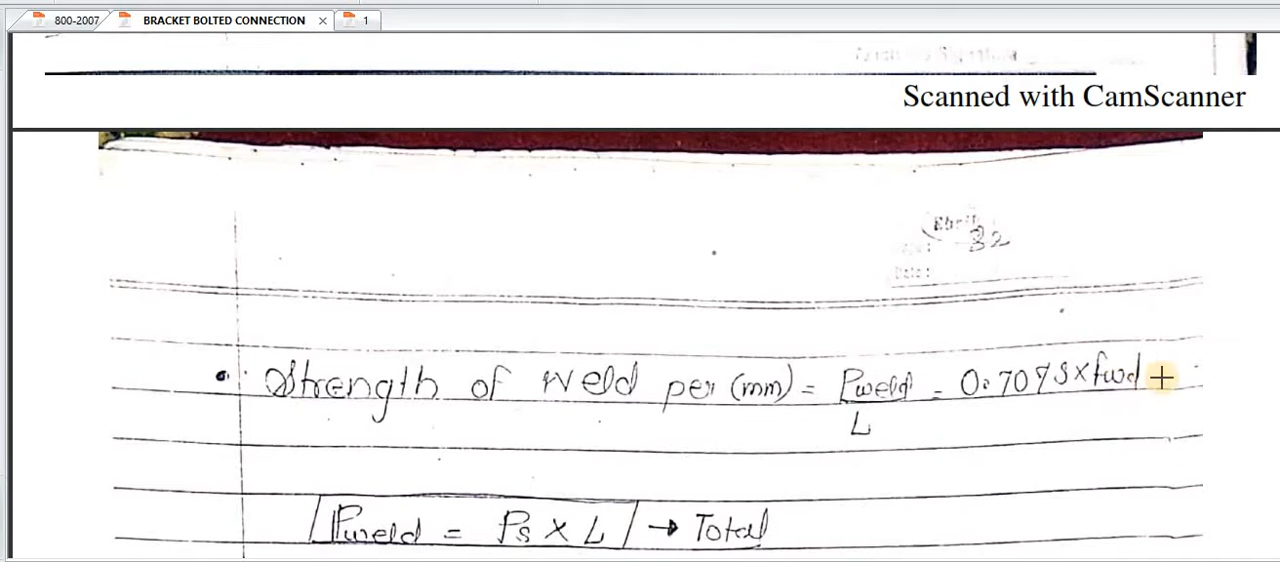 800-2007 BRACKET BOLTED CONNECTION × 1
Scanned with CamScanner
32
Date:
• Strength of weld per (mm) = Pweld / L = 0.707S×fwd
Pweld = Ps × L → Total